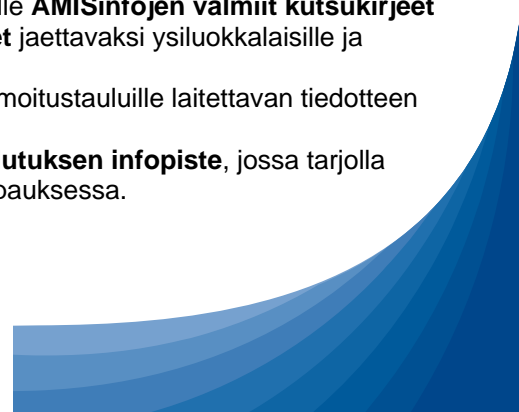 lle AMISinfojen valmiit kutsukirjeet
et jaettavaksi ysiluokkalaisille ja
moitustauluille laitettavan tiedotteen
utuksen infopiste, jossa tarjolla
pauksessa.